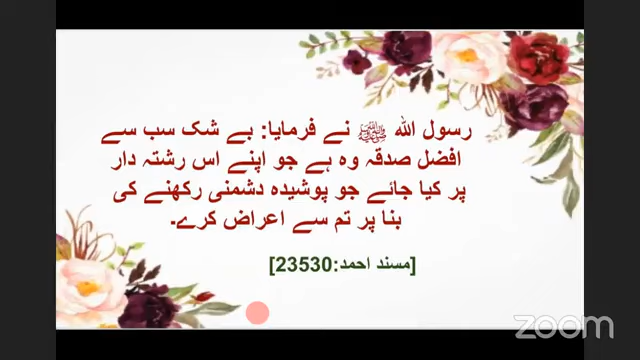 رسول اللہ ﷺ نے فرمایا: بے شک سب سے
افضل صدقہ وہ ہے جو اپنے اس رشتہ دار
پر کیا جائے جو پوشیدہ دشمنی رکھنے کی
بنا پر تم سے اعراض کرے۔
[مسند احمد:23530]
zoom